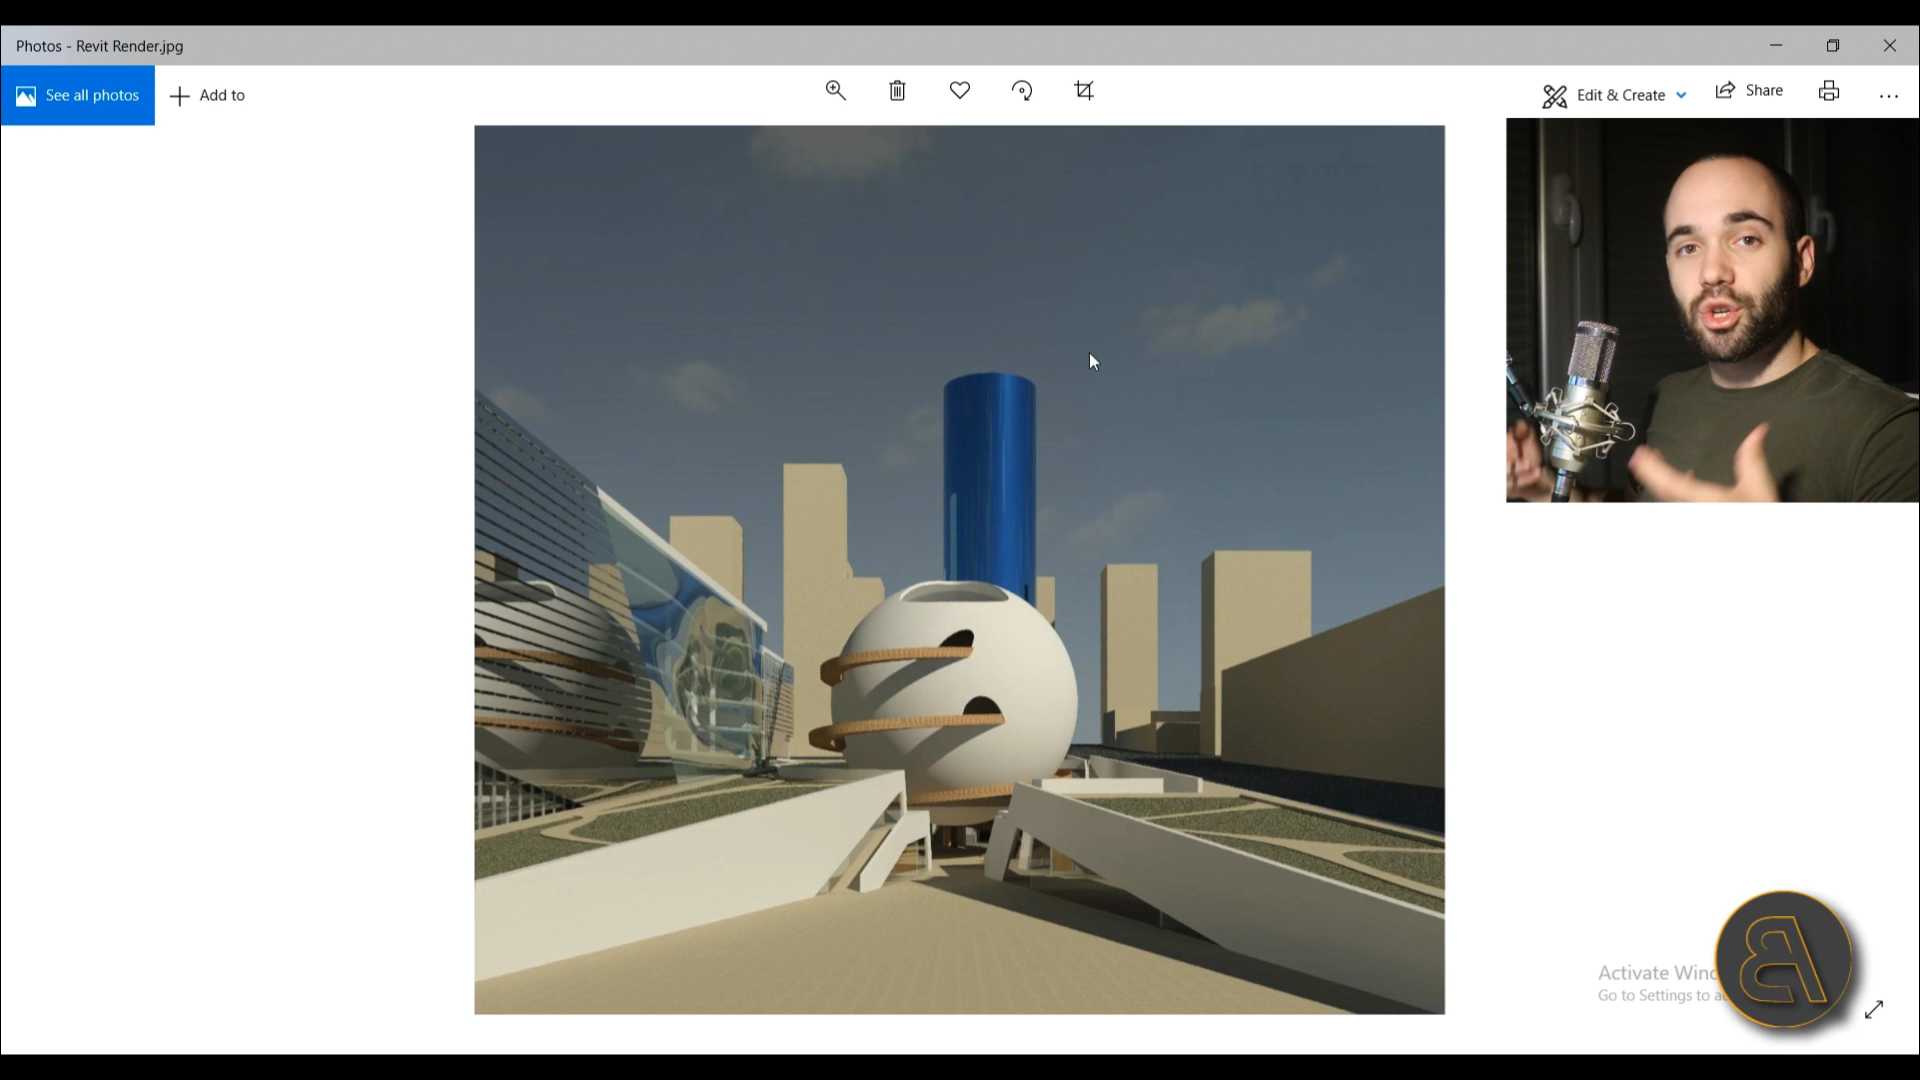 Photos - Revit Render.jpg
See all photos
Add to
Edit & Create
Share
Activate Wind
Go to Settings to a